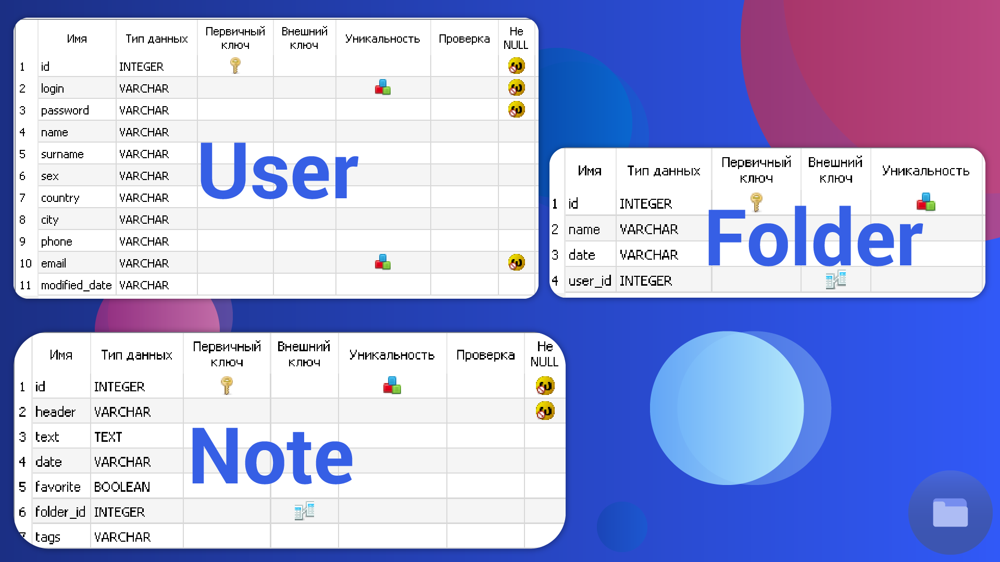 Имя Тип данных Первичный ключ Внешний ключ Уникальность Проверка Не NULL
1 id INTEGER
2 login VARCHAR
3 password VARCHAR
4 name VARCHAR
5 surname VARCHAR
6 sex VARCHAR
7 country VARCHAR
8 city VARCHAR
9 phone VARCHAR
10 email VARCHAR
11 modified_date VARCHAR
User
Имя Тип данных Первичный ключ Внешний ключ Уникальность
1 id INTEGER
2 name VARCHAR
3 date VARCHAR
4 user_id INTEGER
Folder
Имя Тип данных Первичный ключ Внешний ключ Уникальность Проверка Не NULL
1 id INTEGER
2 header VARCHAR
3 text TEXT
4 date VARCHAR
5 favorite BOOLEAN
6 folder_id INTEGER
7 tags VARCHAR
Note